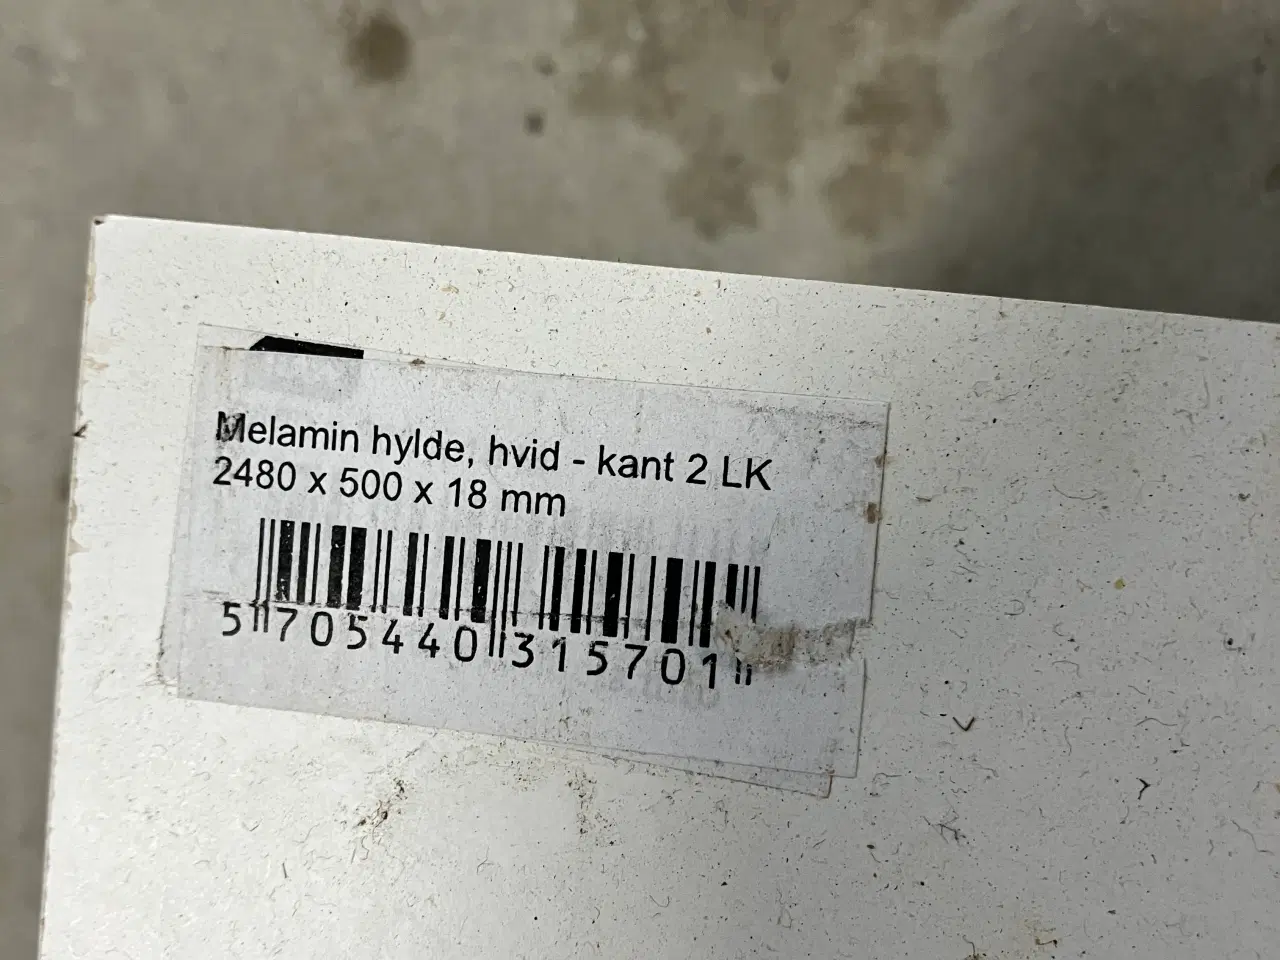 Melamin hylde, hvid - kant 2 LK
2480 x 500 x 18 mm
5 705440 315701